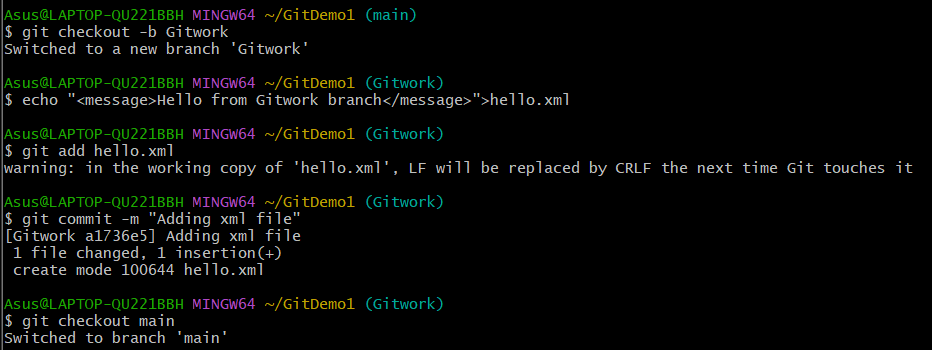 Asus@LAPTOP-QU221BBH MINGW64 ~/GitDemo1 (main)
$ git checkout -b Gitwork
Switched to a new branch 'Gitwork'
Asus@LAPTOP-QU221BBH MINGW64 ~/GitDemo1 (Gitwork)
$ echo "<message>Hello from Gitwork branch</message>">hello.xml
Asus@LAPTOP-QU221BBH MINGW64 ~/GitDemo1 (Gitwork)
$ git add hello.xml
warning: in the working copy of 'hello.xml', LF will be replaced by CRLF the next time Git touches it
Asus@LAPTOP-QU221BBH MINGW64 ~/GitDemo1 (Gitwork)
$ git commit -m "Adding xml file"
[Gitwork a1736e5] Adding xml file
 1 file changed, 1 insertion(+)
 create mode 100644 hello.xml
Asus@LAPTOP-QU221BBH MINGW64 ~/GitDemo1 (Gitwork)
$ git checkout main
Switched to branch 'main'